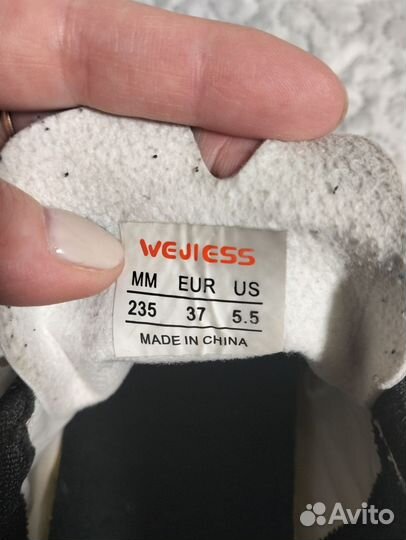 WEJIESS
MM EUR US
235 37 5.5
MADE IN CHINA
Avito